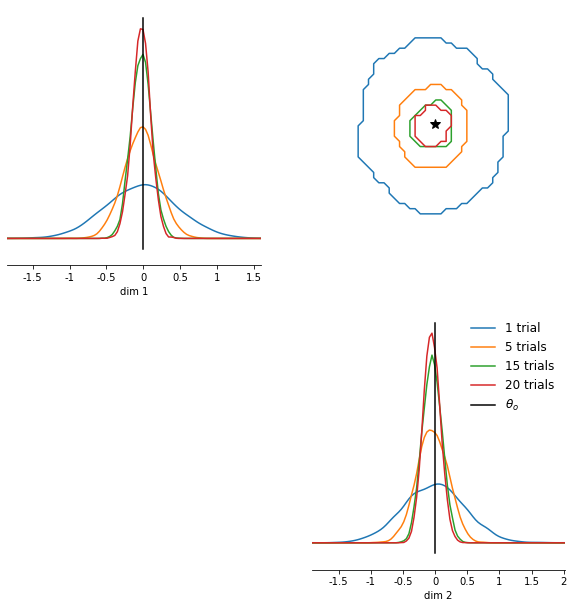 -1.5 -1 -0.5 0 0.5 1 1.5
dim 1
1 trial
5 trials
15 trials
20 trials
θₒ
-1.5 -1 -0.5 0 0.5 1 1.5 2
dim 2